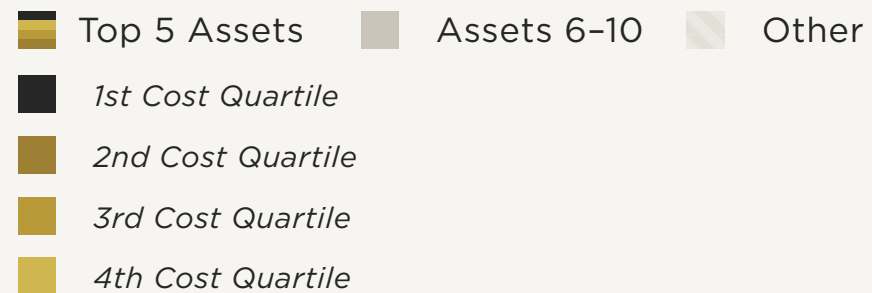 Top 5 Assets Assets 6–10 Other
1st Cost Quartile
2nd Cost Quartile
3rd Cost Quartile
4th Cost Quartile